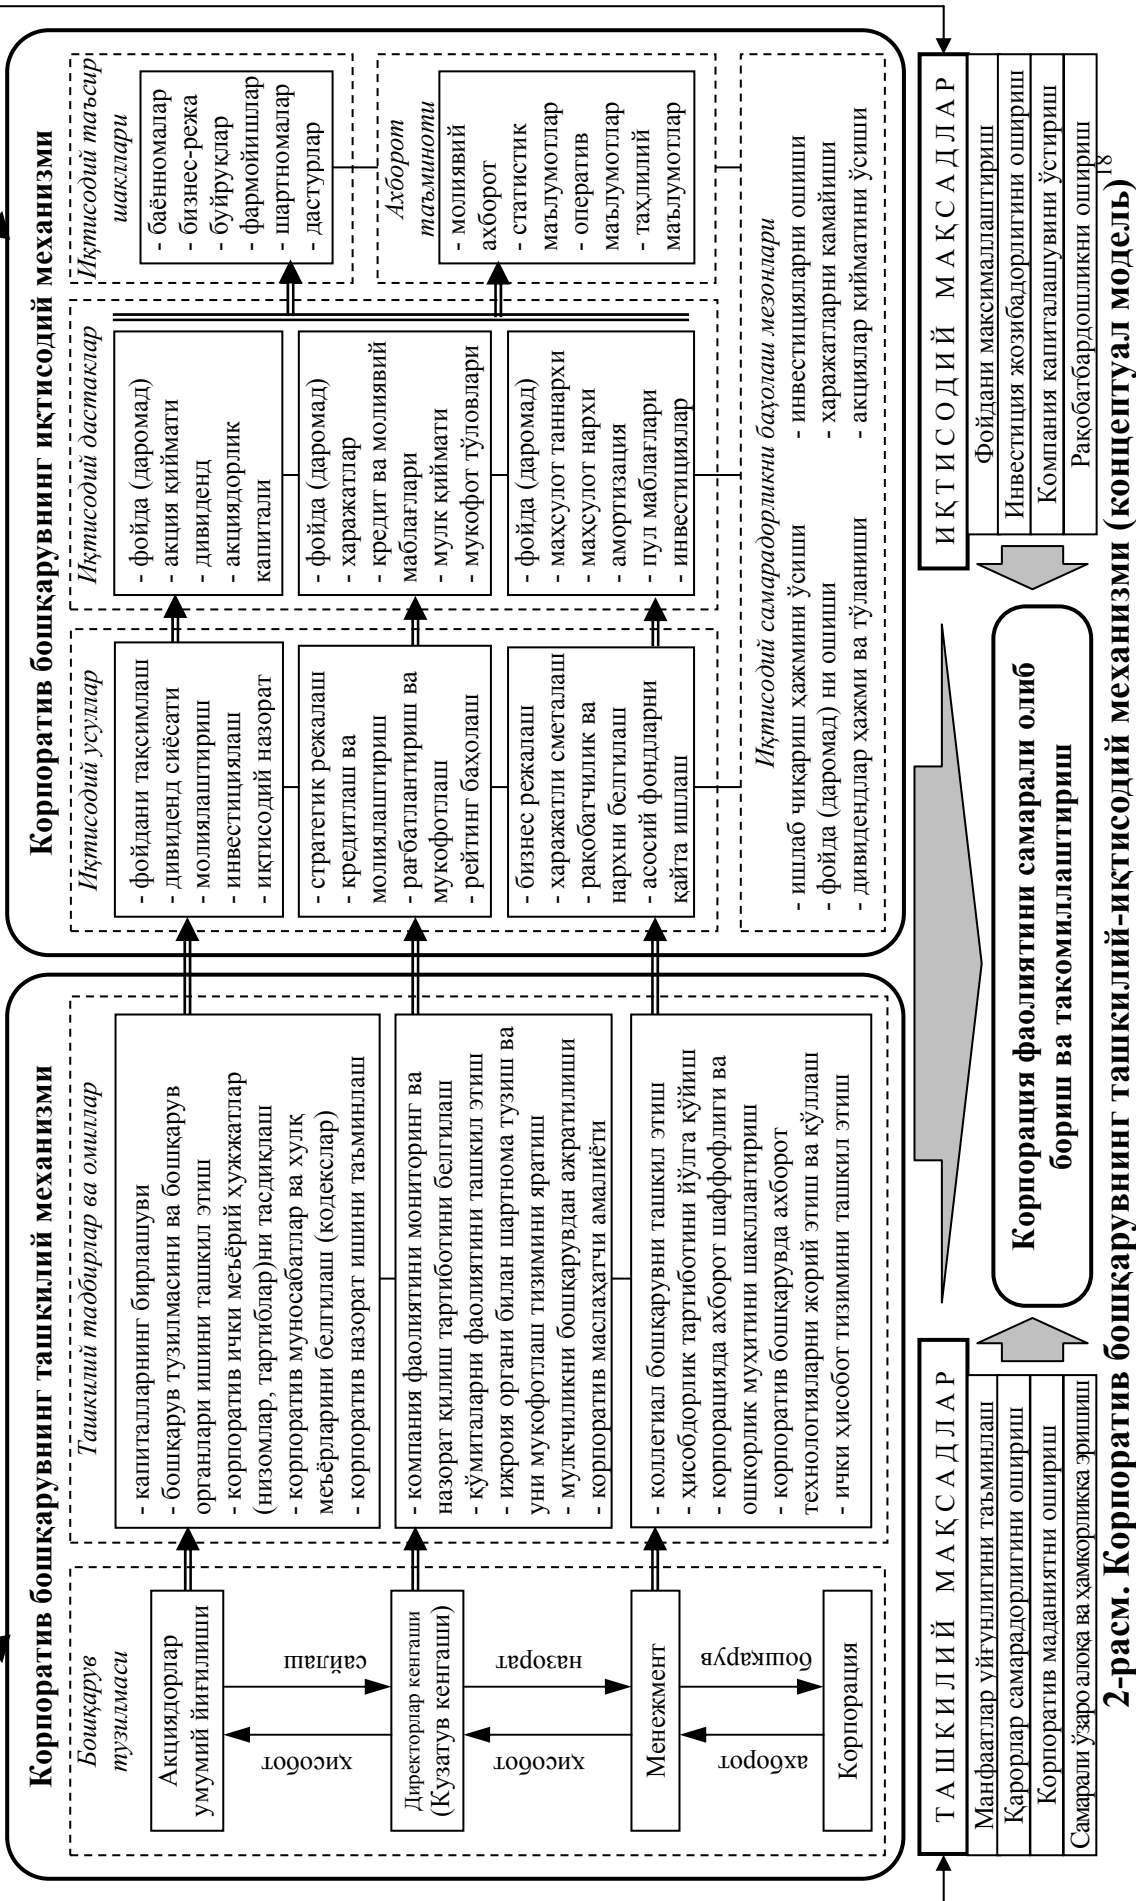 Корпоратив бошқарувнинг ташкилий механизми
Бошқарув
тузилмаси
Акциядорлар
умумий йиғилиши
сайлаш
ҳисобот
Директорлар кенгаши
(Кузатув кенгаши)
назорат
ҳисобот
Менежмент
бошқарув
ахборот
Корпорация
Ташкилий тадбирлар ва омиллар
- капиталларнинг бирлашуви
- бошқарув тузилмасини ва бошқарув
органлари ишини ташкил этиш
- корпоратив ички меъёрий ҳужжатлар
(низомлар, тартиблар)ни тасдиқлаш
- корпоратив муносабатлар ва хулқ
меъёрларини белгилаш (кодекслар)
- корпоратив назорат ишини таъминлаш
- компания фаолиятини мониторинг ва
назорат қилиш тартиботини белгилаш
- қўмиталарни фаолиятини ташкил этиш
- ижроия органи билан шартнома тузиш ва
уни мукофотлаш тизимини яратиш
- мулкчиликни бошқарувдан ажратилиши
- корпоратив маслаҳатчи амалиёти
- коллегиал бошқарувни ташкил этиш
- ҳисобдорлик тартиботини йўлга қўйиш
- корпорацияда ахборот шаффофлиги ва
ошкорлик муҳитини шакллантириш
- корпоратив бошқарувда ахборот
технологияларни жорий этиш ва қўллаш
- ички ҳисобот тизимини ташкил этиш
Корпоратив бошқарувнинг иқтисодий механизми
Иқтисодий усуллар
- фойдани тақсимлаш
- дивиденд сиёсати
- молиялаштириш
- инвестициялаш
- иқтисодий назорат
- стратегик режалаш
- кредитлаш ва
молиялаштириш
- рағбатлантириш ва
мукофотлаш
- рейтинг баҳолаш
- бизнес режалаш
- харажатли сметалаш
- рақобатчилик ва
нархни белгилаш
- асосий фондларни
қайта ишлаш
Иқтисодий дастаклар
- фойда (даромад)
- акция қиймати
- дивиденд
- акциядорлик
капитали
- фойда (даромад)
- харажатлар
- кредит ва молиявий
маблағлари
- мулк қиймати
- мукофот тўловлари
- фойда (даромад)
- маҳсулот таннархи
- маҳсулот нархи
- амортизация
- пул маблағлари
- инвестициялар
Иқтисодий таъсир
шакллари
- баённомалар
- бизнес-режа
- буйруқлар
- фармойишлар
- шартномалар
- дастурлар
Ахборот
таъминоти
- молиявий
ахборот
- статистик
маълумотлар
- оператив
маълумотлар
- таҳлилий
маълумотлар
Иқтисодий самарадорликни баҳолаш мезонлари
- ишлаб чиқариш ҳажмини ўсиши
- фойда (даромад) ни ошиши
- дивидендлар ҳажми ва тўланиши
- инвестицияларни ошиши
- харажатларни камайиши
- акциялар қийматини ўсиши
ТАШКИЛИЙ МАҚСАДЛАР
Манфаатлар уйғунлигини таъминлаш
Қарорлар самарадорлигини ошириш
Корпоратив маданиятни ошириш
Самарали ўзаро алоқа ва ҳамкорликка эришиш
Корпорация фаолиятини самарали олиб
бориш ва такомиллаштириш
ИҚТИСОДИЙ МАҚСАДЛАР
Фойдани максималлаштириш
Инвестиция жозибадорлигини ошириш
Компания капиталашувини ўстириш
Рақобатбардошликни ошириш
18
2-расм. Корпоратив бошқарувнинг ташкилий-иқтисодий механизми (концептуал модель)